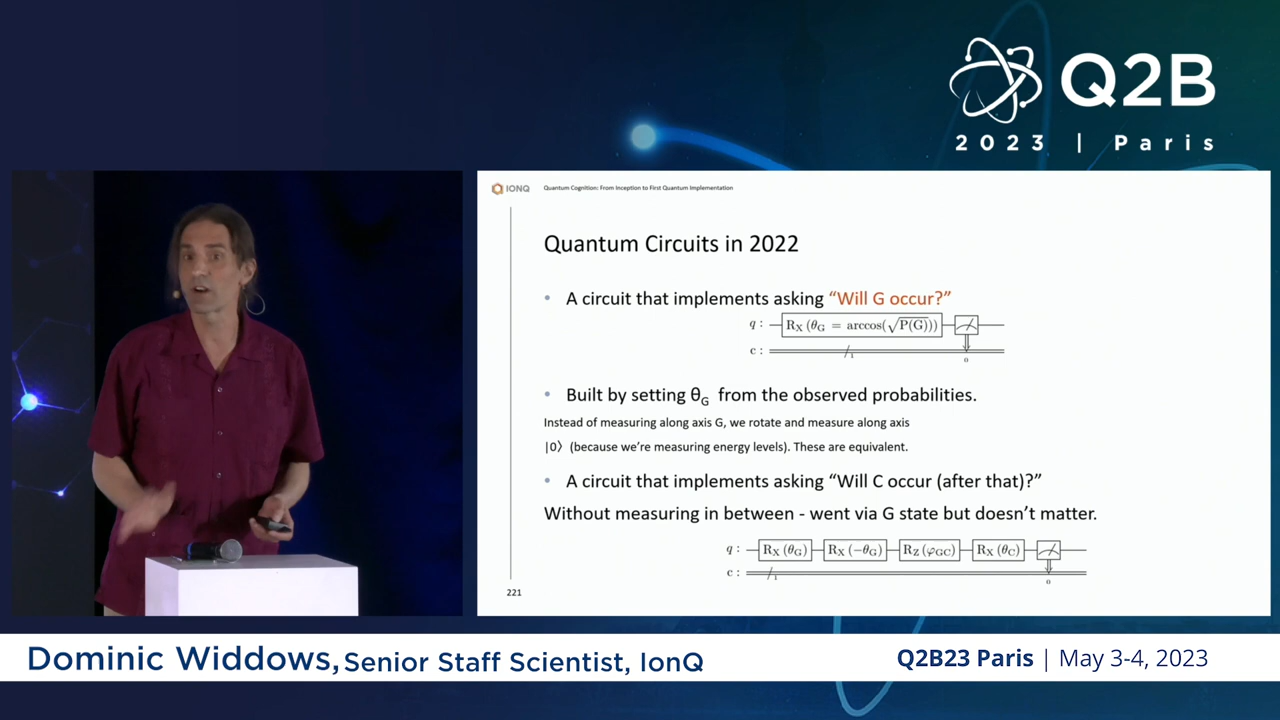 Q2B
2023 | Paris
IONQ
Quantum Cognition: From Inception to First Quantum Implementation
Quantum Circuits in 2022
• A circuit that implements asking “Will G occur?”
q : R_X (θ_G = arccos(√P(G)))
c : 1 0
• Built by setting θ_G from the observed probabilities.
Instead of measuring along axis G, we rotate and measure along axis
|0⟩ (because we’re measuring energy levels). These are equivalent.
• A circuit that implements asking “Will C occur (after that)?”
Without measuring in between - went via G state but doesn’t matter.
q : R_X (θ_G) R_X (−θ_G) R_Z (φ_GC) R_X (θ_C)
c : 1 0
221
Dominic Widdows, Senior Staff Scientist, IonQ
Q2B23 Paris | May 3-4, 2023